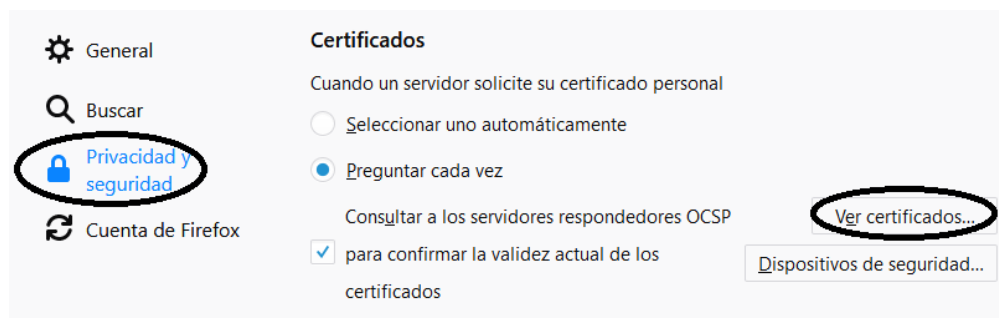 General
Buscar
Privacidad y
seguridad
Cuenta de Firefox
Certificados
Cuando un servidor solicite su certificado personal
Seleccionar uno automáticamente
Preguntar cada vez
Consultar a los servidores respondedores OCSP
para confirmar la validez actual de los
certificados
Ver certificados...
Dispositivos de seguridad...